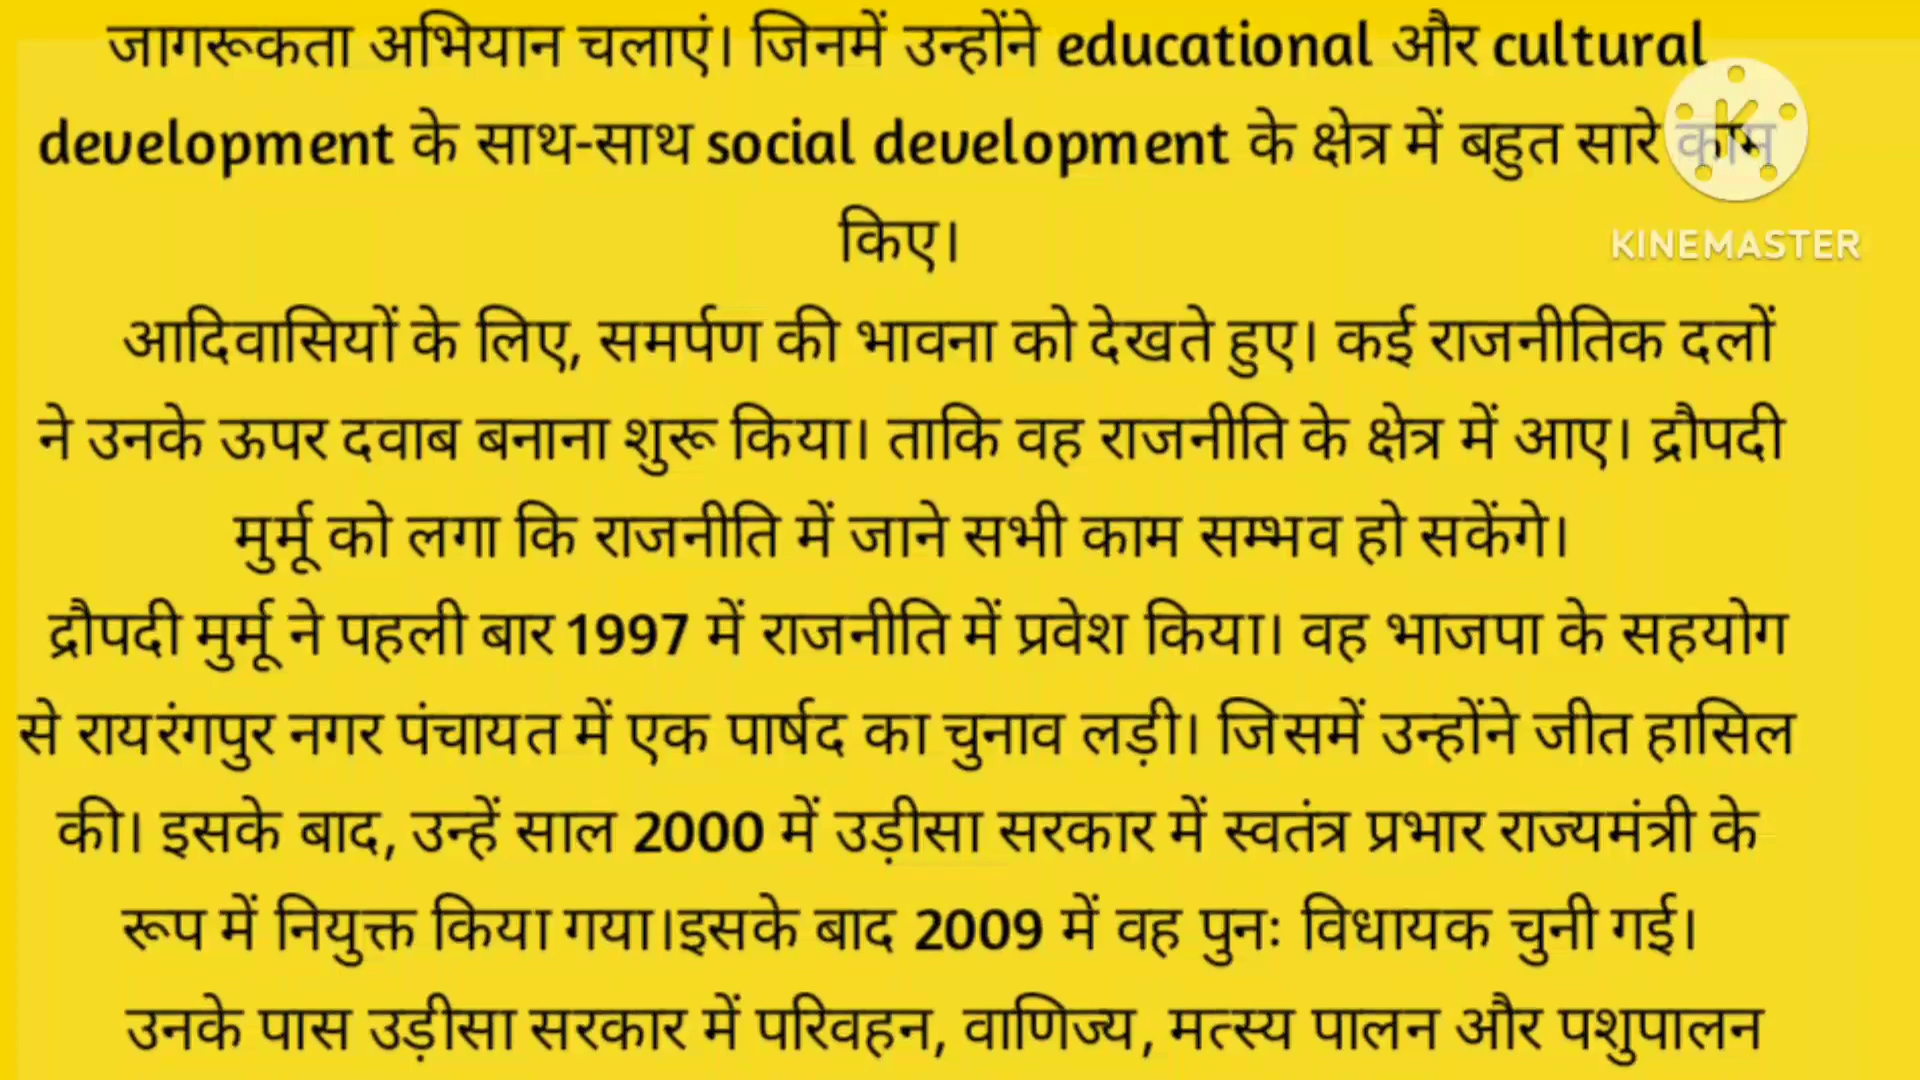 जागरूकता अभियान चलाएं। जिनमें उन्होंने educational और cultural
development के साथ-साथ social development के क्षेत्र में बहुत सारे काम
किए।
KINEMASTER
आदिवासियों के लिए, समर्पण की भावना को देखते हुए। कई राजनीतिक दलों
ने उनके ऊपर दवाब बनाना शुरू किया। ताकि वह राजनीति के क्षेत्र में आए। द्रौपदी
मुर्मू को लगा कि राजनीति में जाने सभी काम सम्भव हो सकेंगे।
द्रौपदी मुर्मू ने पहली बार 1997 में राजनीति में प्रवेश किया। वह भाजपा के सहयोग
से रायरंगपुर नगर पंचायत में एक पार्षद का चुनाव लड़ी। जिसमें उन्होंने जीत हासिल
की। इसके बाद, उन्हें साल 2000 में उड़ीसा सरकार में स्वतंत्र प्रभार राज्यमंत्री के
रूप में नियुक्त किया गया।इसके बाद 2009 में वह पुनः विधायक चुनी गई।
उनके पास उड़ीसा सरकार में परिवहन, वाणिज्य, मत्स्य पालन और पशुपालन